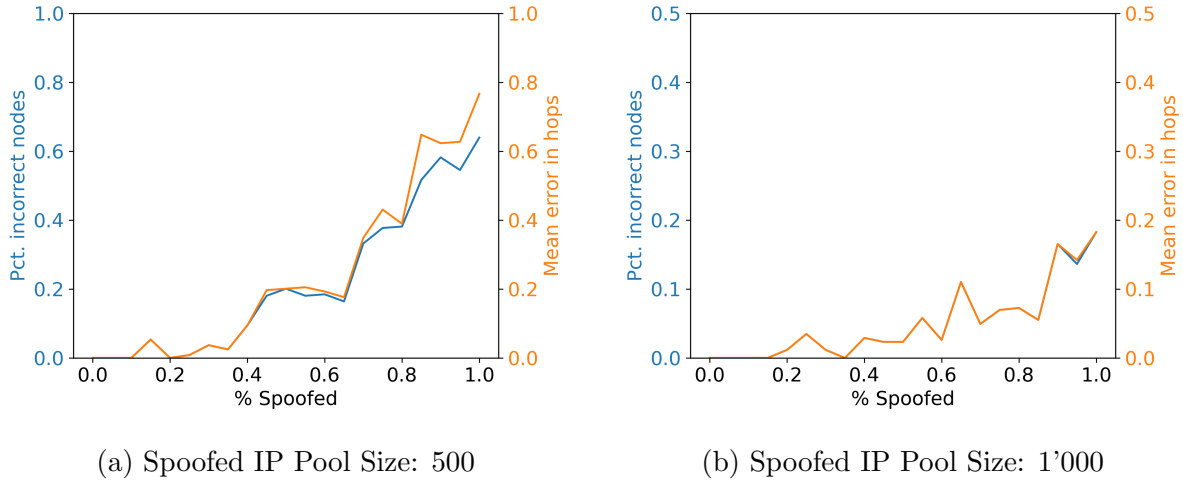 1.0
0.8
0.6
0.4
0.2
0.0
Pct. incorrect nodes
0.0 0.2 0.4 0.6 0.8 1.0
% Spoofed
1.0
0.8
0.6
0.4
0.2
0.0
Mean error in hops
(a) Spoofed IP Pool Size: 500
0.5
0.4
0.3
0.2
0.1
0.0
Pct. incorrect nodes
0.0 0.2 0.4 0.6 0.8 1.0
% Spoofed
0.5
0.4
0.3
0.2
0.1
0.0
Mean error in hops
(b) Spoofed IP Pool Size: 1'000